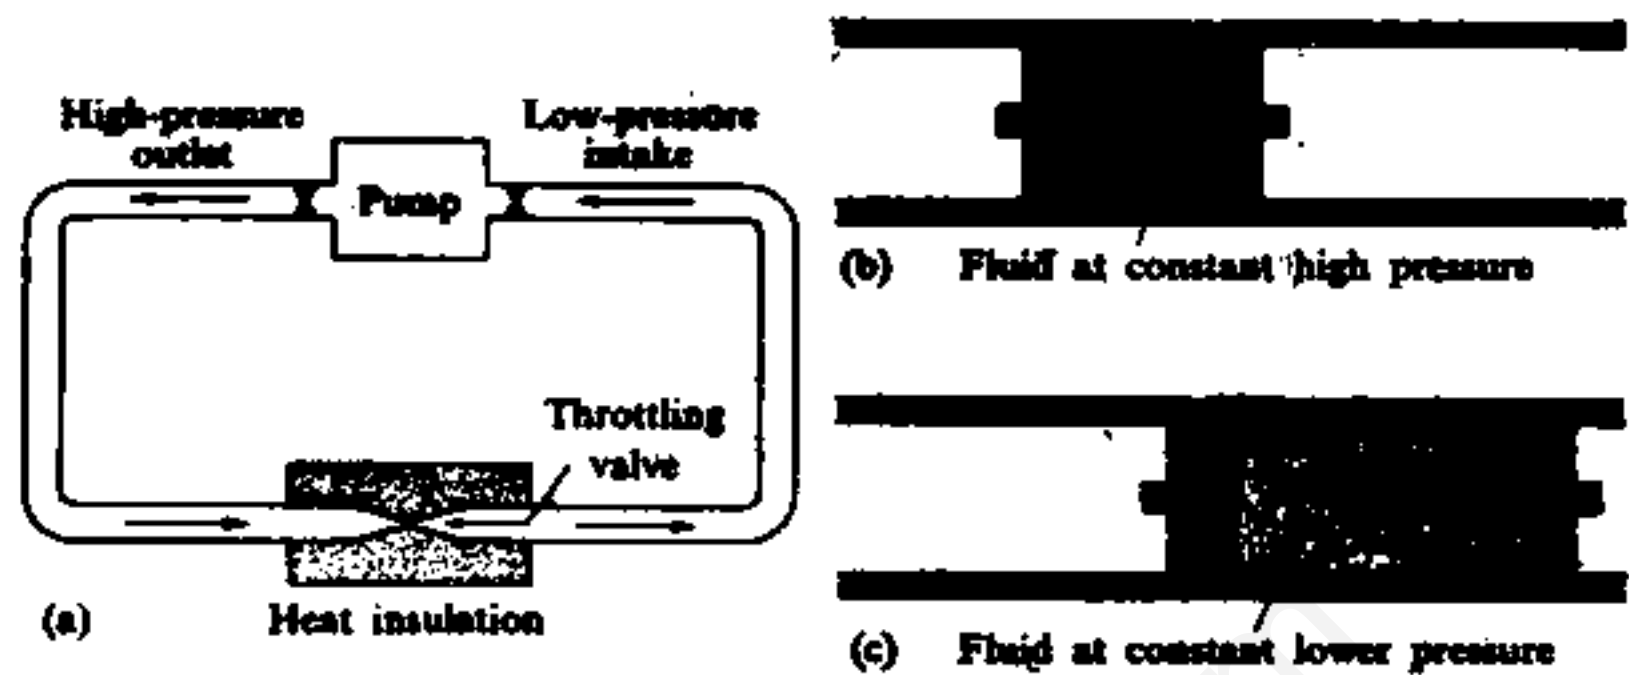 High-pressure
outlet
Low-pressure
intake
Pump
Throttling
valve
(a) Heat insulation
(b) Fluid at constant high pressure
(c) Fluid at constant lower pressure